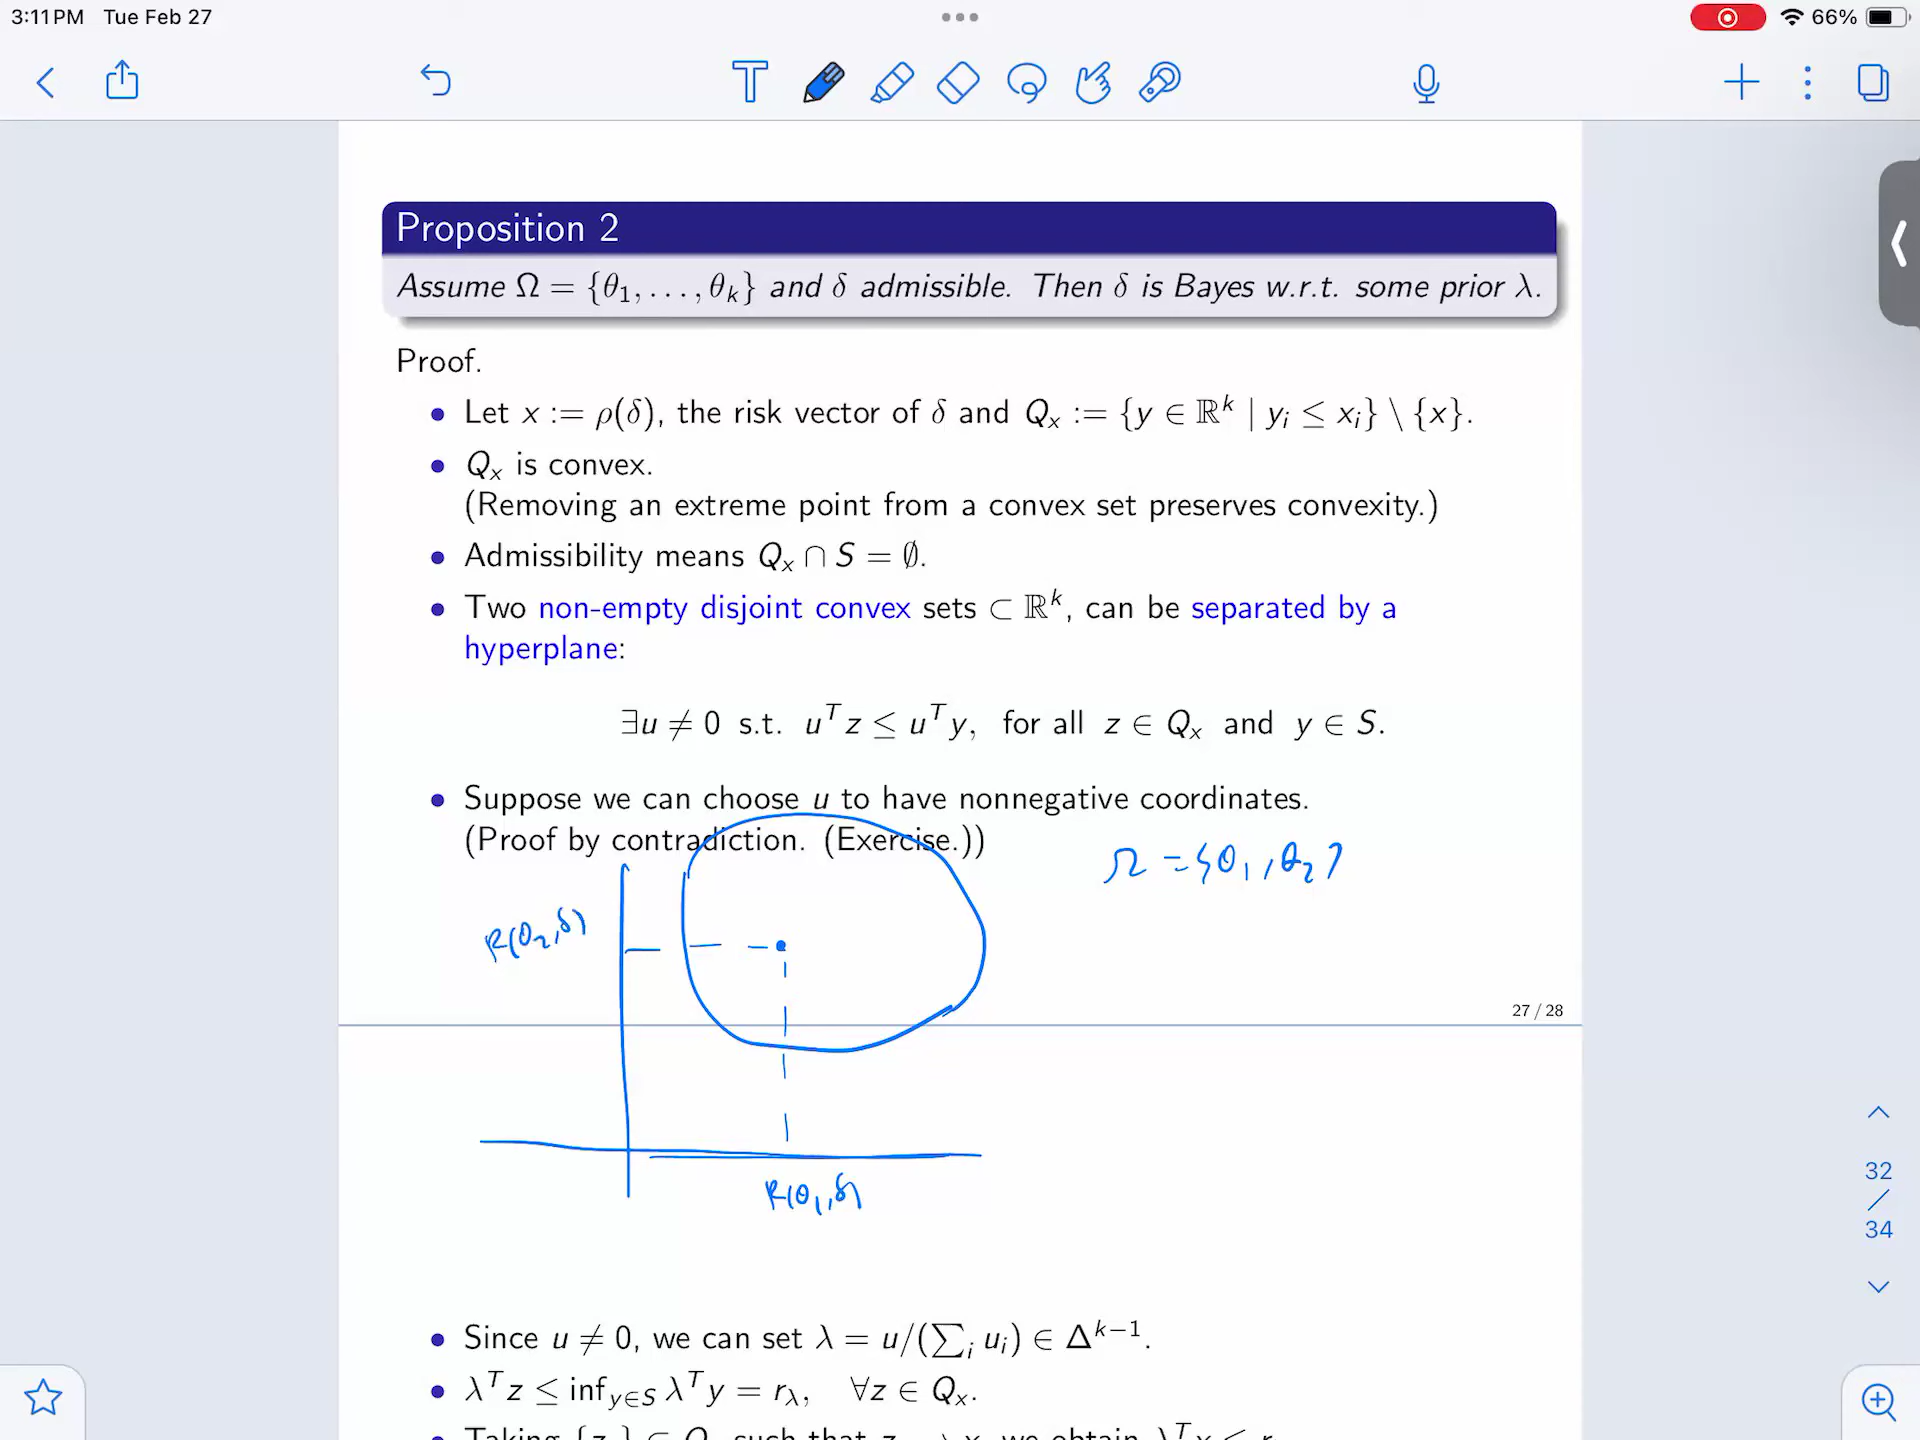 3:11 PM Tue Feb 27
66%
Proposition 2
Assume Ω = {θ₁, . . . , θₖ} and δ admissible. Then δ is Bayes w.r.t. some prior λ.
Proof.
• Let x := ρ(δ), the risk vector of δ and Qₓ := {y ∈ ℝᵏ | yᵢ ≤ xᵢ} \ {x}.
• Qₓ is convex.
(Removing an extreme point from a convex set preserves convexity.)
• Admissibility means Qₓ ∩ S = ∅.
• Two non-empty disjoint convex sets ⊂ ℝᵏ, can be separated by a
hyperplane:
∃u ≠ 0 s.t. uᵀz ≤ uᵀy, for all z ∈ Qₓ and y ∈ S.
• Suppose we can choose u to have nonnegative coordinates.
(Proof by contradiction. (Exercise.))
Ω = {θ₁, θ₂}
R(θ₂, δ)
27 / 28
R(θ₁, δ)
32
/
34
• Since u ≠ 0, we can set λ = u/(∑ᵢ uᵢ) ∈ Δᵏ⁻¹.
• λᵀz ≤ inf_{y∈S} λᵀy = r_λ, ∀z ∈ Qₓ.